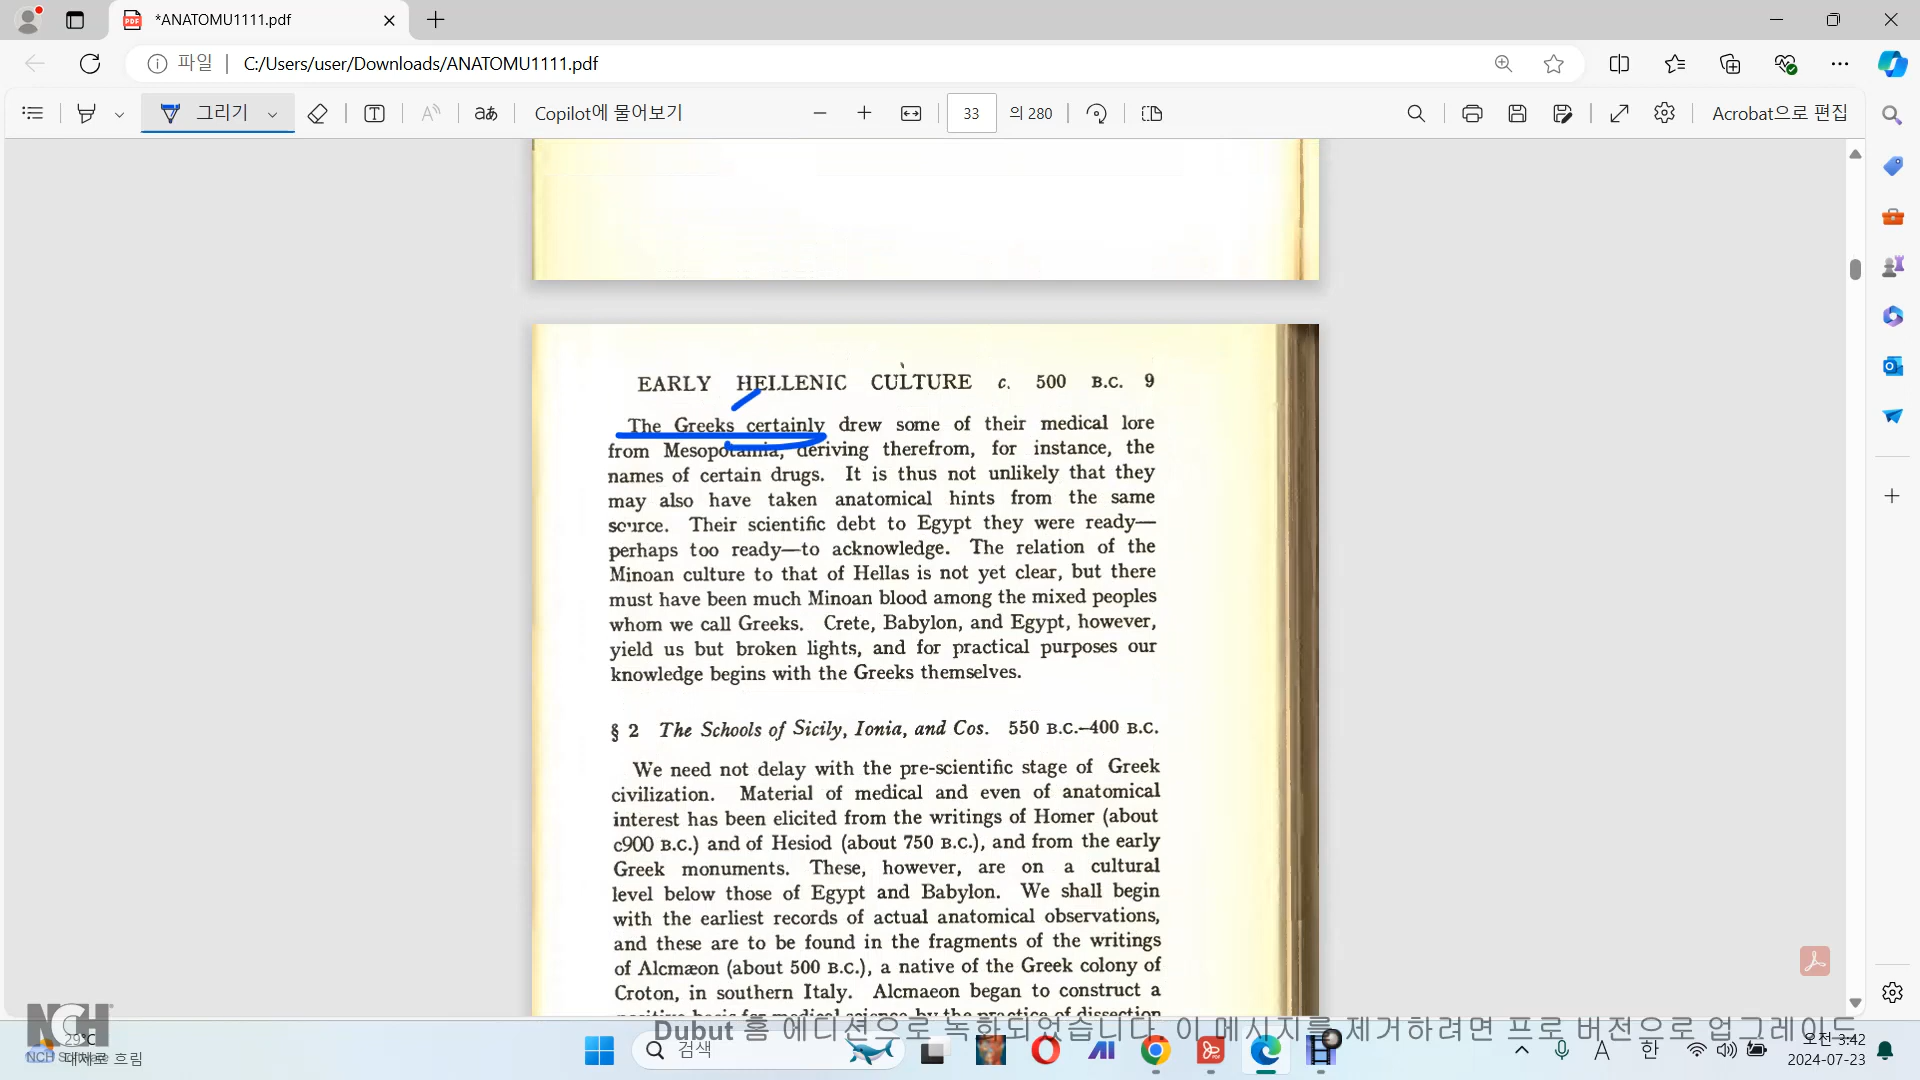 *ANATOMU1111.pdf
파일
C:/Users/user/Downloads/ANATOMU1111.pdf
그리기
Copilot에 물어보기
33
의 280
Acrobat으로 편집
EARLY HELLENIC CULTURE c. 500 B.C. 9
The Greeks certainly drew some of their medical lore
from Mesopotamia, deriving therefrom, for instance, the
names of certain drugs. It is thus not unlikely that they
may also have taken anatomical hints from the same
source. Their scientific debt to Egypt they were ready—
perhaps too ready—to acknowledge. The relation of the
Minoan culture to that of Hellas is not yet clear, but there
must have been much Minoan blood among the mixed peoples
whom we call Greeks. Crete, Babylon, and Egypt, however,
yield us but broken lights, and for practical purposes our
knowledge begins with the Greeks themselves.
§ 2 The Schools of Sicily, Ionia, and Cos. 550 B.C.–400 B.C.
We need not delay with the pre-scientific stage of Greek
civilization. Material of medical and even of anatomical
interest has been elicited from the writings of Homer (about
c900 B.C.) and of Hesiod (about 750 B.C.), and from the early
Greek monuments. These, however, are on a cultural
level below those of Egypt and Babylon. We shall begin
with the earliest records of actual anatomical observations,
and these are to be found in the fragments of the writings
of Alcmæon (about 500 B.C.), a native of the Greek colony of
Croton, in southern Italy. Alcmaeon began to construct a
positive basis for medical science by the practice of dissection
Dubut 홈 에디션으로 녹화되었습니다. 이 메시지를 제거하려면 프로 버전으로 업그레이드
NCH
NCH Software
29°C
대체로 흐림
검색
A
한
오전 3:42
2024-07-23